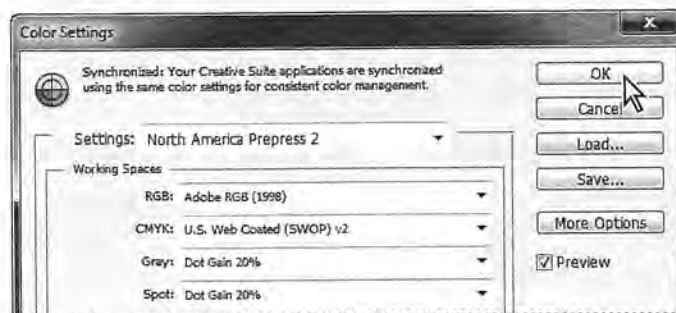 Color Settings
Synchronized: Your Creative Suite applications are synchronized
using the same color settings for consistent color management.
Settings: North America Prepress 2
Working Spaces
RGB: Adobe RGB (1998)
CMYK: U.S. Web Coated (SWOP) v2
Gray: Dot Gain 20%
Spot: Dot Gain 20%
OK
Cancel
Load...
Save...
More Options
Preview